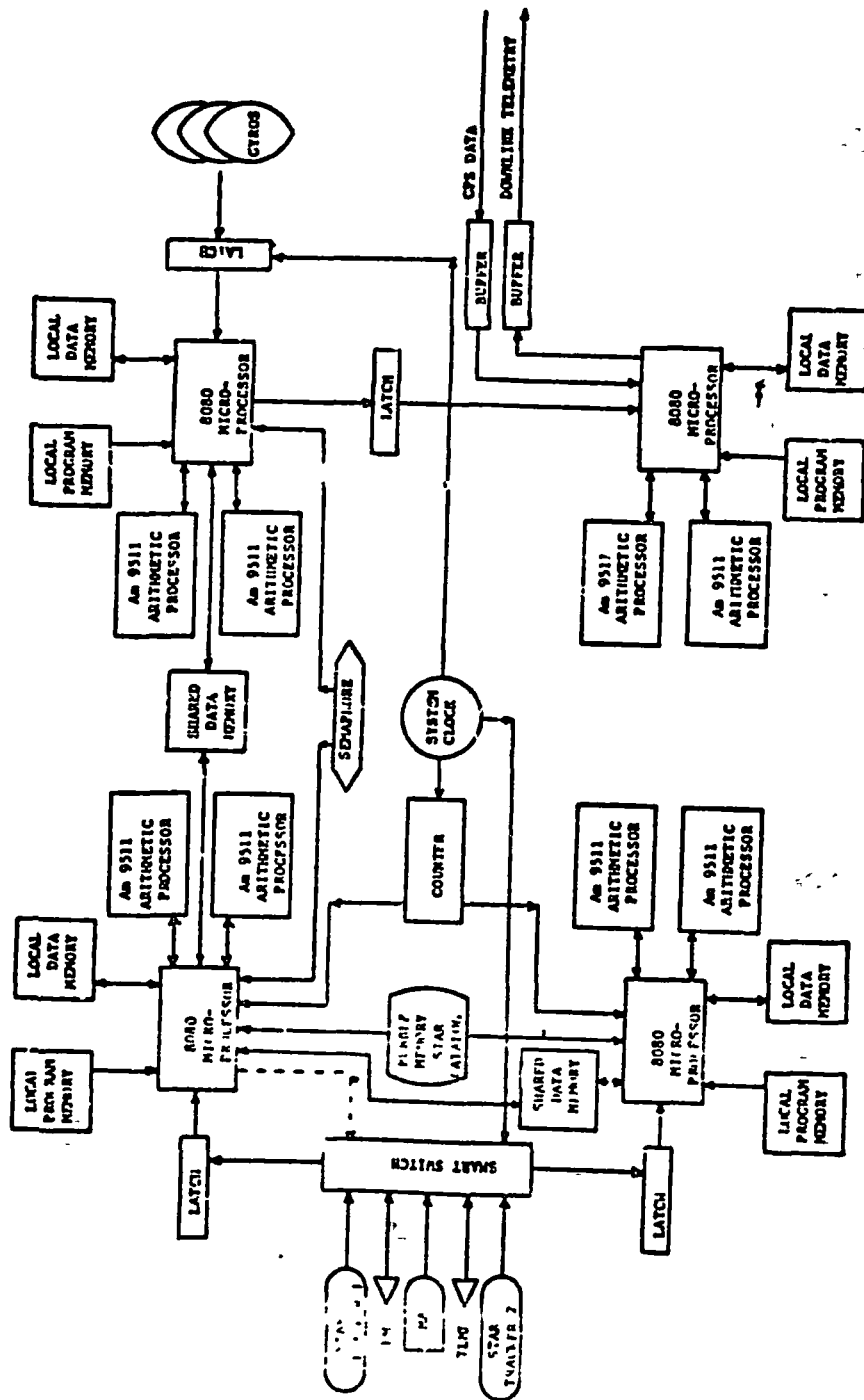 GYROS
LATCH
LOCAL
DATA
MEMORY
LOCAL
PROGRAM
MEMORY
8080
MICRO-
PROCESSOR
Am 9511
ARITHMETIC
PROCESSOR
Am 9511
ARITHMETIC
PROCESSOR
LATCH
GPS DATA
DOWNLINK TELEMETRY
BUFFER
BUFFER
8080
MICRO-
PROCESSOR
LOCAL
DATA
MEMORY
LOCAL
PROGRAM
MEMORY
ARITHMETIC
PROCESSOR
Am 9511
ARITHMETIC
PROCESSOR
SHARED
DATA
MEMORY
SEMAPHORE
SYSTEM
CLOCK
COUNTER
Am 9511
ARITHMETIC
PROCESSOR
Am 9511
ARITHMETIC
PROCESSOR
LOCAL
DATA
MEMORY
LOCAL
PROGRAM
MEMORY
8080
MICRO-
PROCESSOR
LATCH
MEMORY
STAR
CATALOG
SHARED
DATA
MEMORY
SMART SWITCH
Am 9511
ARITHMETIC
PROCESSOR
Am 9511
ARITHMETIC
PROCESSOR
8080
MICRO-
PROCESSOR
LOCAL
DATA
MEMORY
LOCAL
PROGRAM
MEMORY
LATCH
STAR
TRACKER 2